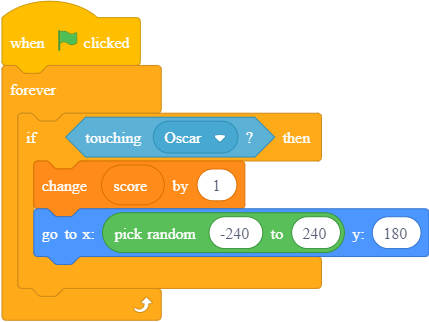 when clicked
forever
if touching Oscar ? then
change score by 1
go to x: pick random -240 to 240 y: 180